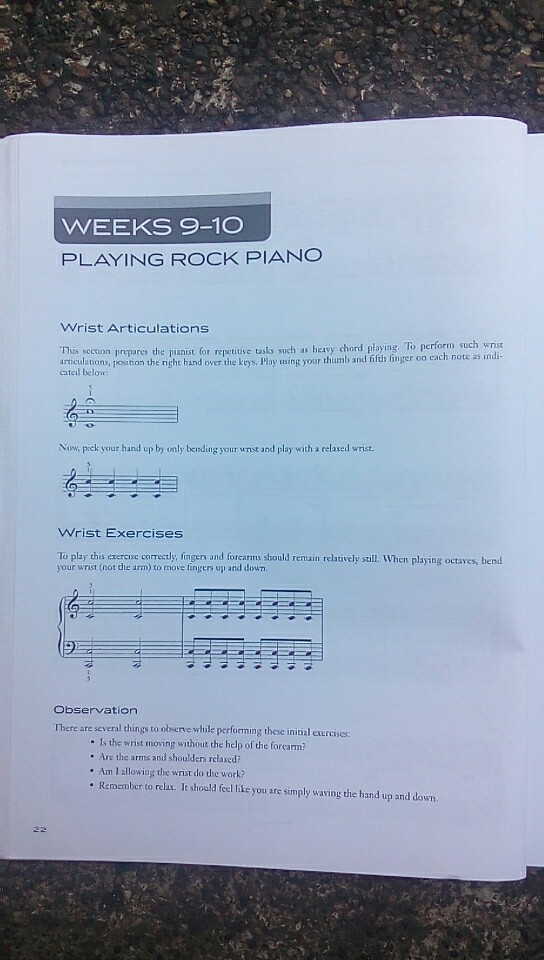 WEEKS 9–10
PLAYING ROCK PIANO
Wrist Articulations
This section prepares the pianist for repetitive tasks such as heavy chord playing. To perform such wrist
articulations, position the right hand over the keys. Play using your thumb and fifth finger on each note as indi-
cated below:
5
1
Now, pick your hand up by only bending your wrist and play with a relaxed wrist.
5
1
Wrist Exercises
To play this exercise correctly, fingers and forearms should remain relatively still. When playing octaves, bend
your wrist (not the arm) to move fingers up and down.
5
1
1
5
Observation
There are several things to observe while performing these initial exercises:
• Is the wrist moving without the help of the forearm?
• Are the arms and shoulders relaxed?
• Am I allowing the wrist do the work?
• Remember to relax. It should feel like you are simply waving the hand up and down.
22